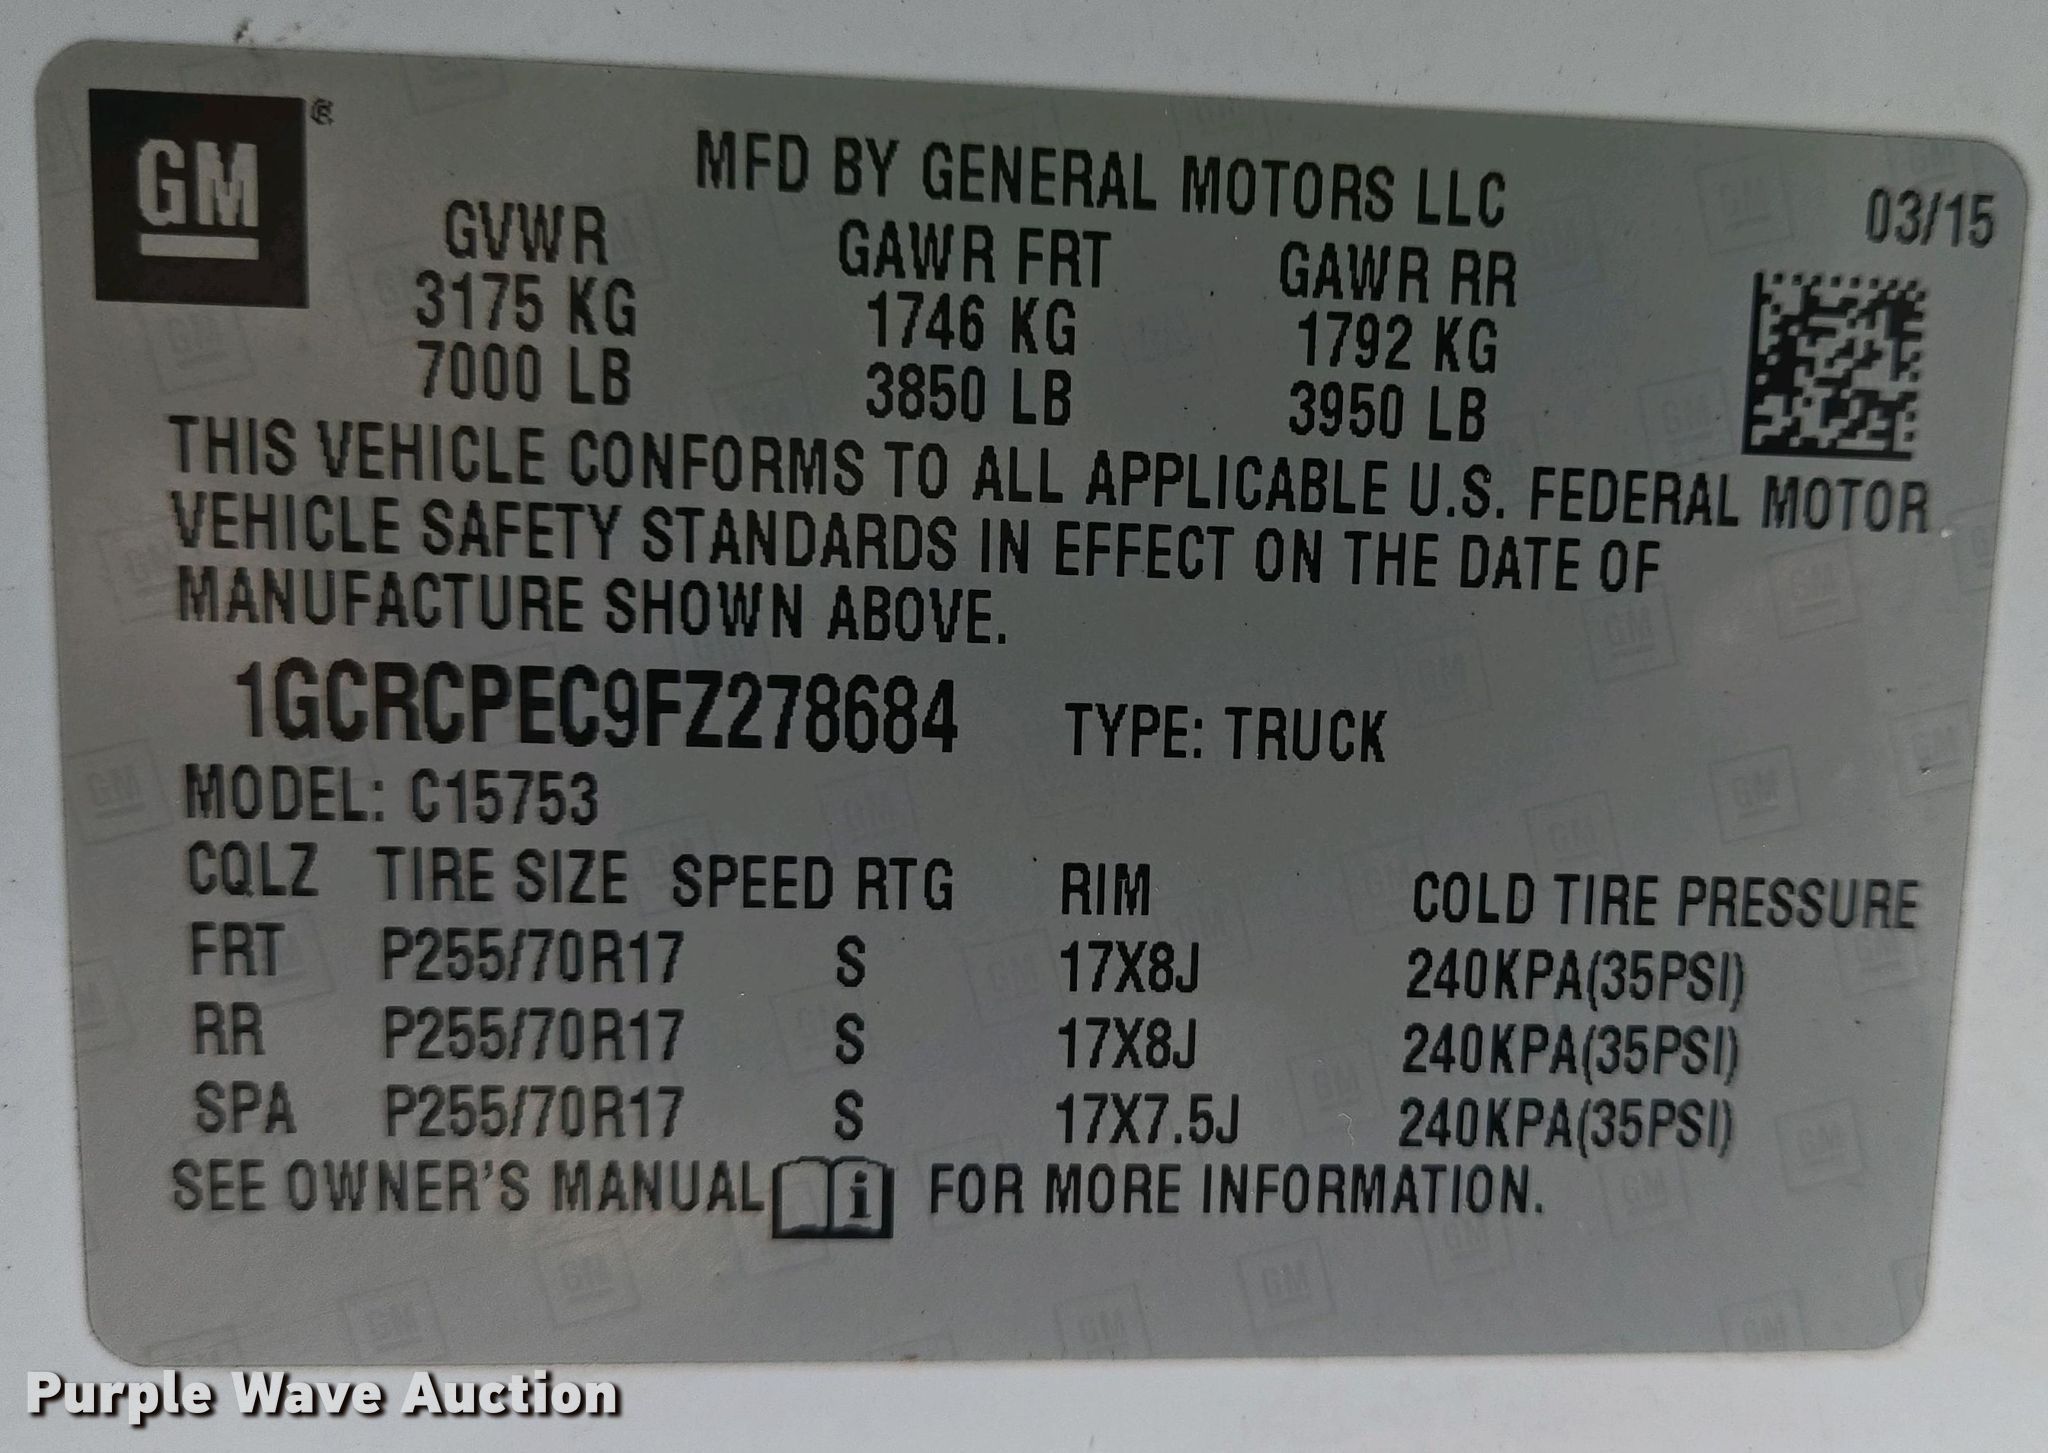 GM®
MFD BY GENERAL MOTORS LLC
03/15
GVWR GAWR FRT GAWR RR
3175 KG 1746 KG 1792 KG
7000 LB 3850 LB 3950 LB
THIS VEHICLE CONFORMS TO ALL APPLICABLE U.S. FEDERAL MOTOR
VEHICLE SAFETY STANDARDS IN EFFECT ON THE DATE OF
MANUFACTURE SHOWN ABOVE.
1GCRCPEC9FZ278684 TYPE: TRUCK
MODEL: C15753
CQLZ TIRE SIZE SPEED RTG RIM COLD TIRE PRESSURE
FRT P255/70R17 S 17X8J 240KPA(35PSI)
RR P255/70R17 S 17X8J 240KPA(35PSI)
SPA P255/70R17 S 17X7.5J 240KPA(35PSI)
SEE OWNER'S MANUAL i FOR MORE INFORMATION.
Purple Wave Auction